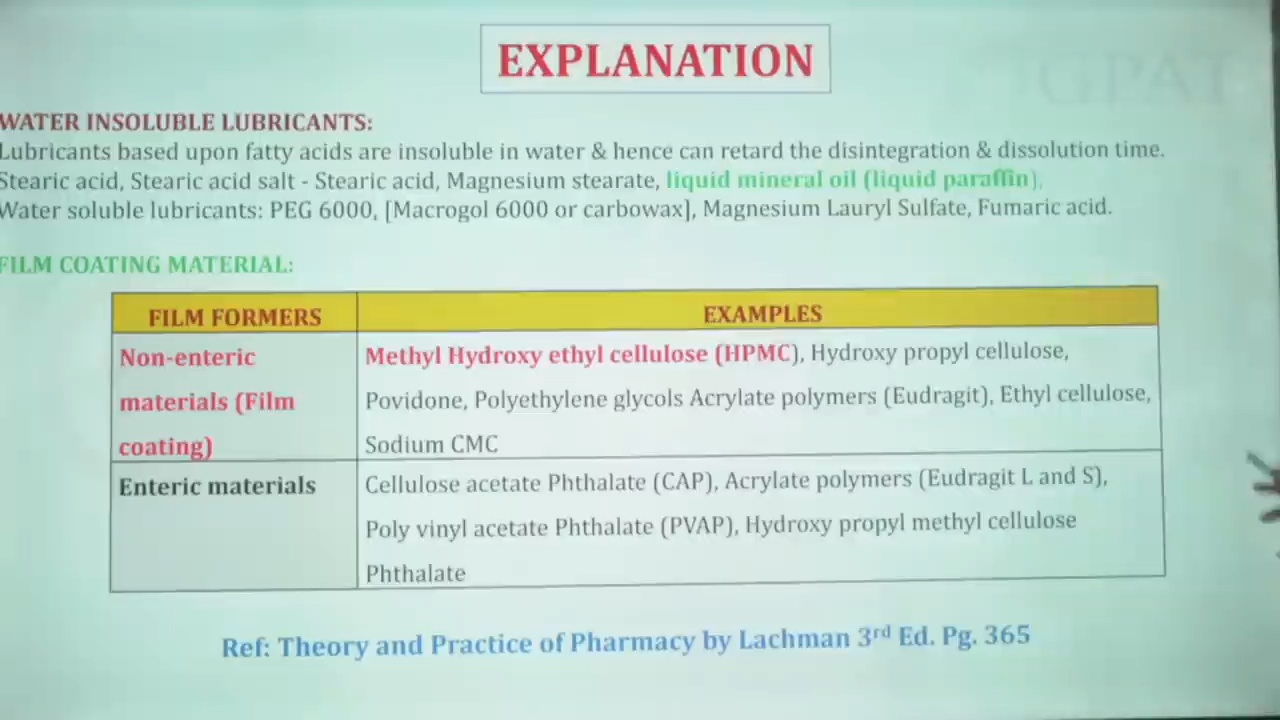 EXPLANATION
GPAT
WATER INSOLUBLE LUBRICANTS:
Lubricants based upon fatty acids are insoluble in water & hence can retard the disintegration & dissolution time.
Stearic acid, Stearic acid salt - Stearic acid, Magnesium stearate, liquid mineral oil (liquid paraffin).
Water soluble lubricants: PEG 6000, [Macrogol 6000 or carbowax], Magnesium Lauryl Sulfate, Fumaric acid.
FILM COATING MATERIAL:
FILM FORMERS EXAMPLES
Non-enteric Methyl Hydroxy ethyl cellulose (HPMC), Hydroxy propyl cellulose,
materials (Film Povidone, Polyethylene glycols Acrylate polymers (Eudragit), Ethyl cellulose,
coating) Sodium CMC
Enteric materials Cellulose acetate Phthalate (CAP), Acrylate polymers (Eudragit L and S),
Poly vinyl acetate Phthalate (PVAP), Hydroxy propyl methyl cellulose
Phthalate
Ref: Theory and Practice of Pharmacy by Lachman 3rd Ed. Pg. 365